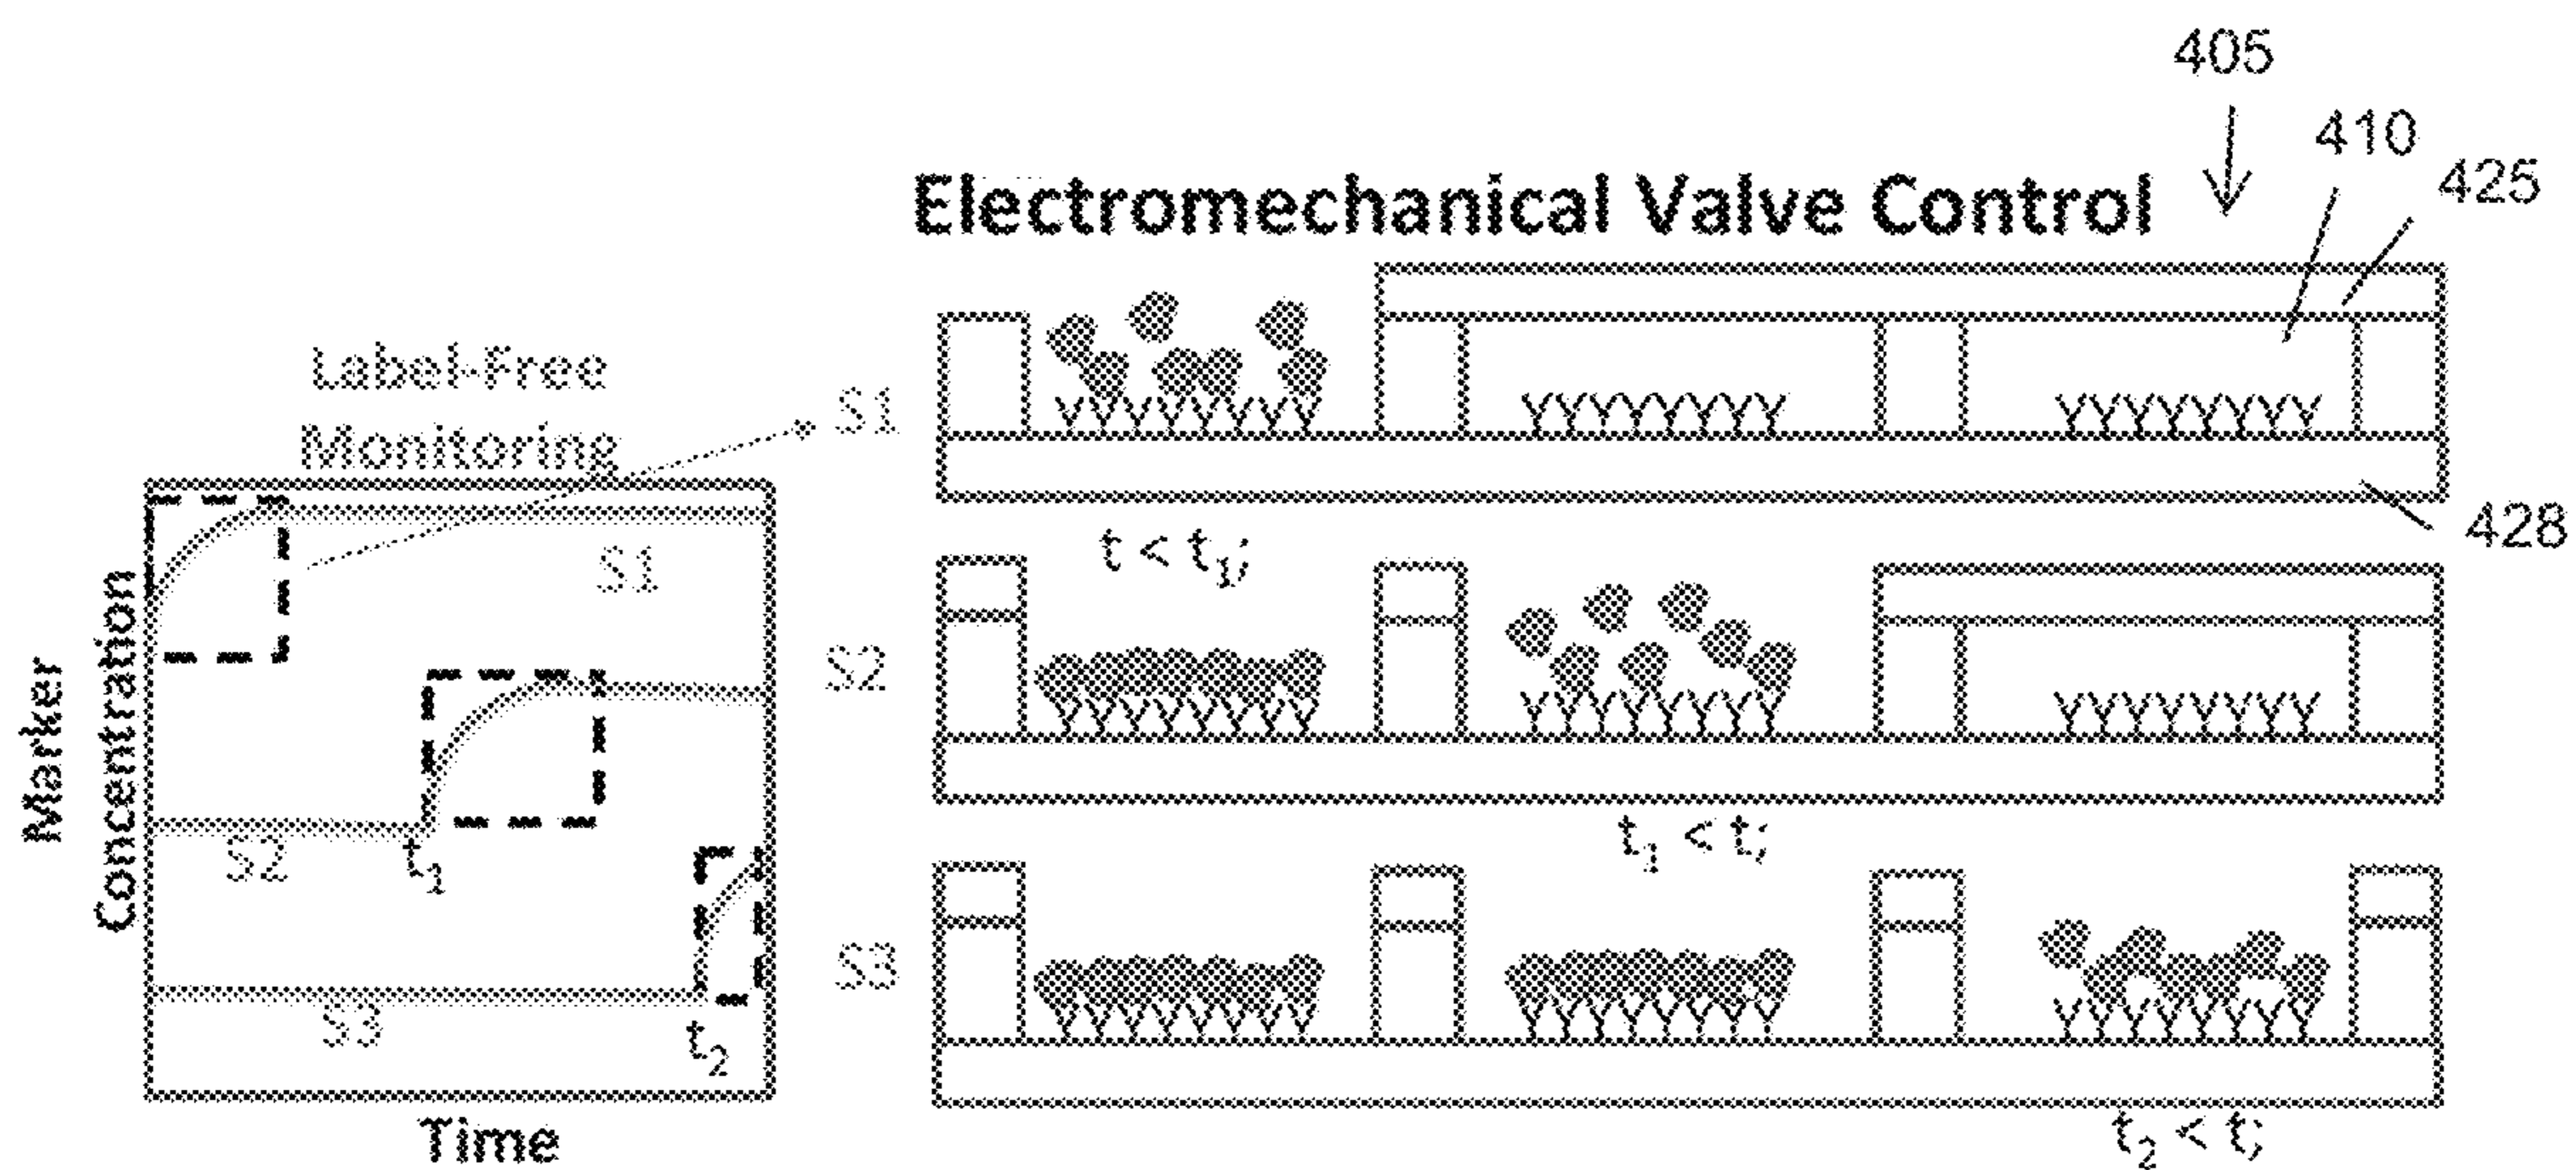 405
410
425
Electromechanical Valve Control
Label-Free
Monitoring
S1
S1
428
t < t₁;
Marker
Concentration
S2
S2
t₁
t₁ < t;
S3
S3
t₂
Time
t₂ < t;